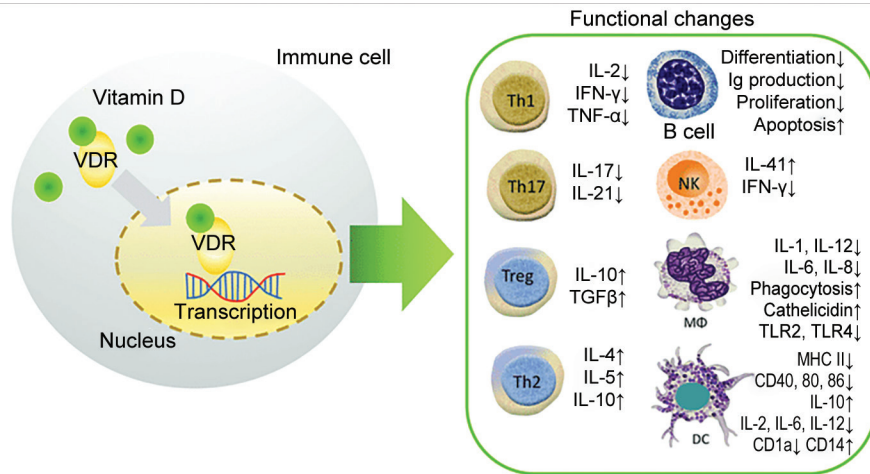 Functional changes
Immune cell
Vitamin D
VDR
VDR
Transcription
Nucleus
Th1
IL-2↓
IFN-γ↓
TNF-α↓
B cell
Differentiation↓
Ig production↓
Proliferation↓
Apoptosis↑
Th17
IL-17↓
IL-21↓
NK
IL-41↑
IFN-γ↓
Treg
IL-10↑
TGFβ↑
MΦ
IL-1, IL-12↓
IL-6, IL-8↓
Phagocytosis↑
Cathelicidin↑
TLR2, TLR4↓
Th2
IL-4↑
IL-5↑
IL-10↑
DC
MHC II↓
CD40, 80, 86↓
IL-10↑
IL-2, IL-6, IL-12↓
CD1a↓ CD14↑